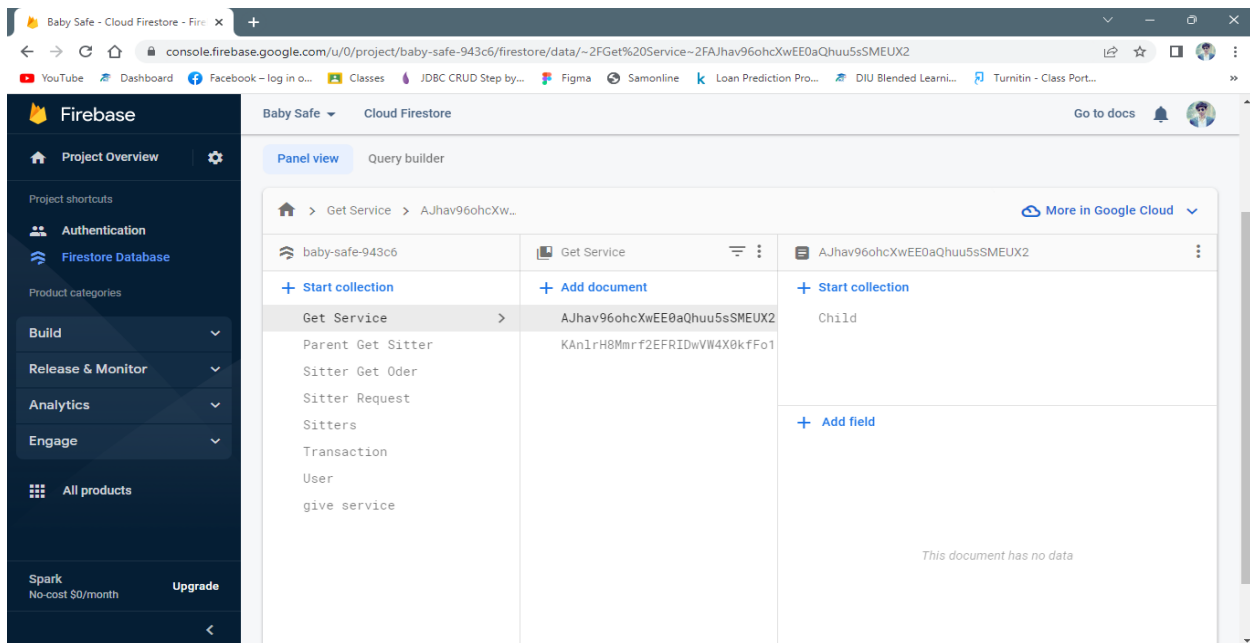 Baby Safe - Cloud Firestore - Fire
console.firebase.google.com/u/0/project/baby-safe-943c6/firestore/data/~2FGet%20Service~2FAJhav96ohcXwEE0aQhuu5sSMEUX2
YouTube Dashboard Facebook – log in o... Classes JDBC CRUD Step by... Figma Samonline Loan Prediction Pro... DIU Blended Learni... Turnitin - Class Port... »
Firebase
Project Overview
Project shortcuts
Authentication
Firestore Database
Product categories
Build
Release & Monitor
Analytics
Engage
All products
Spark
No-cost $0/month
Upgrade
Baby Safe Cloud Firestore Go to docs
Panel view Query builder
Get Service > AJhav96ohcXw... More in Google Cloud
baby-safe-943c6
+ Start collection
Get Service
Parent Get Sitter
Sitter Get Oder
Sitter Request
Sitters
Transaction
User
give service
Get Service
+ Add document
AJhav96ohcXwEE0aQhuu5sSMEUX2
KAnlrH8Mmrf2EFRIDwVW4X0kfFo1
AJhav96ohcXwEE0aQhuu5sSMEUX2
+ Start collection
Child
+ Add field
This document has no data